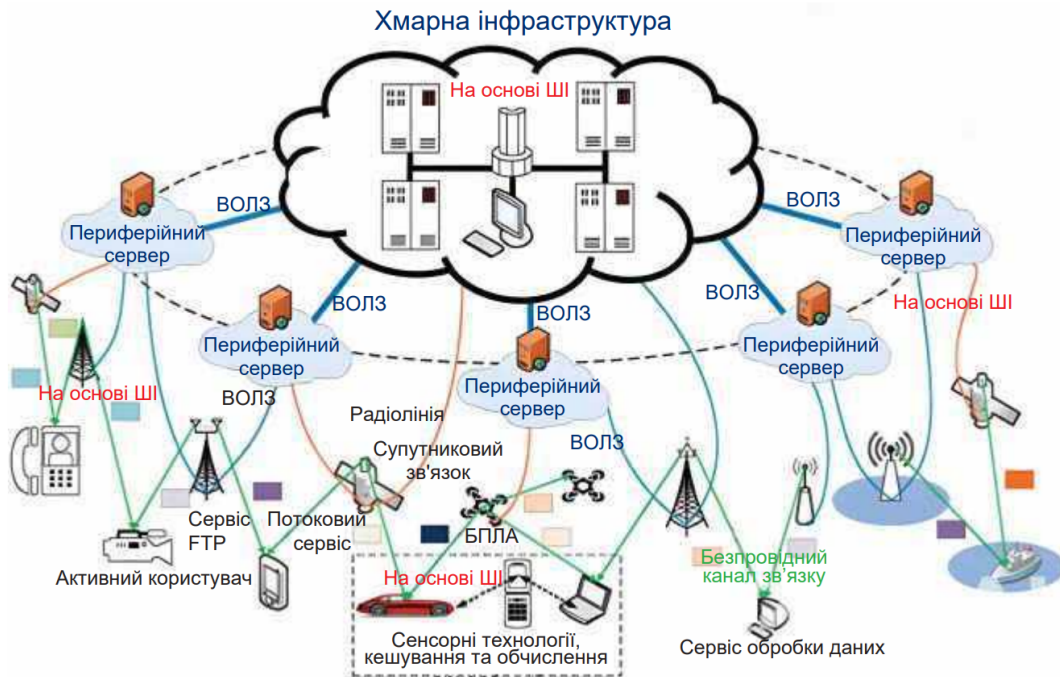 Хмарна інфраструктура
На основі ШІ
ВОЛЗ
ВОЛЗ
Периферійний
сервер
Периферійний
сервер
ВОЛЗ
ВОЛЗ
ВОЛЗ
На основі ШІ
Периферійний
сервер
Периферійний
сервер
Периферійний
сервер
На основі ШІ
ВОЛЗ
Радіолінія
Супутниковий
зв'язок
ВОЛЗ
Сервіс
FTP
Потоковий
сервіс
БПЛА
Безпровідний
канал зв'язку
Активний користувач
На основі ШІ
Сенсорні технології,
кешування та обчислення
Сервіс обробки даних